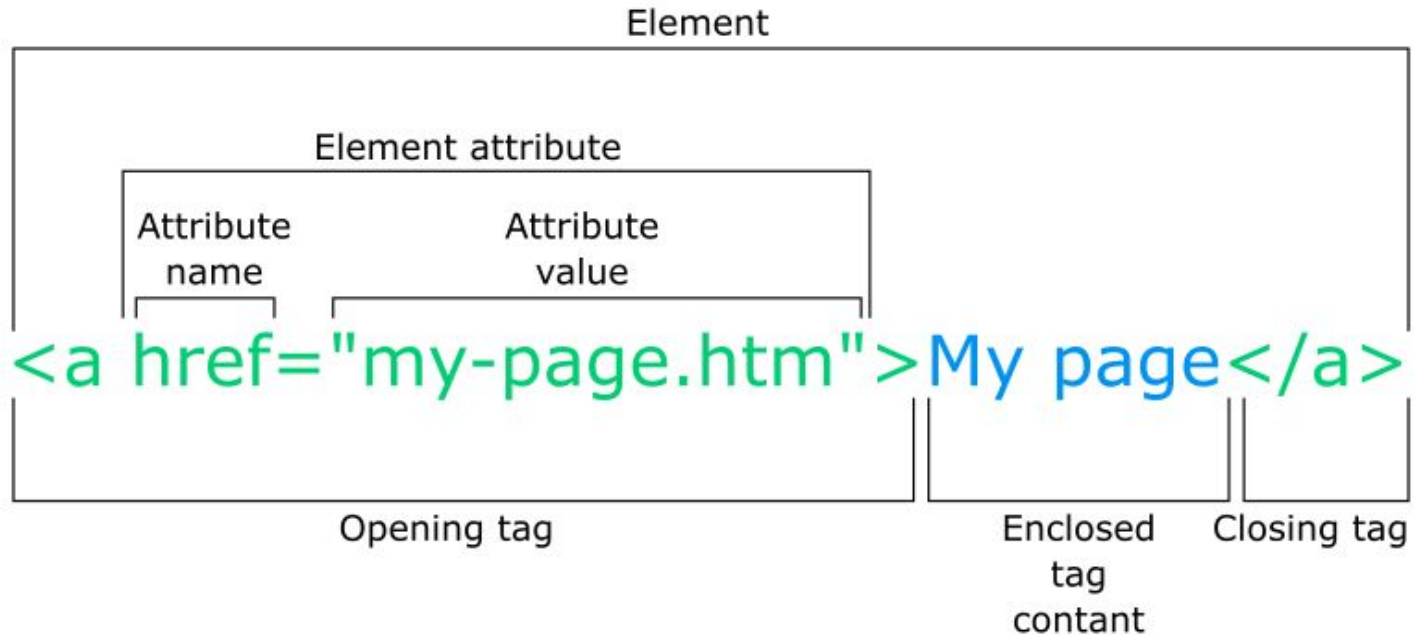 Element
Element attribute
Attribute
name
Attribute
value
<a href="my-page.htm">My page</a>
Opening tag
Enclosed
tag
contant
Closing tag